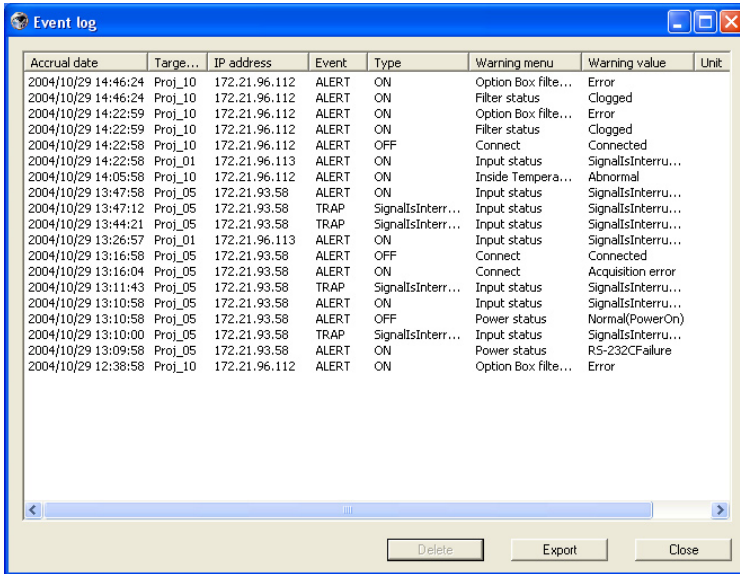 Event log
Accrual date Targe... IP address Event Type Warning menu Warning value Unit
2004/10/29 14:46:24 Proj_10 172.21.96.112 ALERT ON Option Box filte... Error
2004/10/29 14:46:24 Proj_10 172.21.96.112 ALERT ON Filter status Clogged
2004/10/29 14:22:59 Proj_10 172.21.96.112 ALERT ON Option Box filte... Error
2004/10/29 14:22:59 Proj_10 172.21.96.112 ALERT ON Filter status Clogged
2004/10/29 14:22:58 Proj_10 172.21.96.112 ALERT OFF Connect Connected
2004/10/29 14:22:58 Proj_01 172.21.96.113 ALERT ON Input status SignalIsInterru...
2004/10/29 14:05:58 Proj_10 172.21.96.112 ALERT ON Inside Tempera... Abnormal
2004/10/29 13:47:58 Proj_05 172.21.93.58 ALERT ON Input status SignalIsInterru...
2004/10/29 13:47:12 Proj_05 172.21.93.58 TRAP SignalIsInterr... Input status SignalIsInterru...
2004/10/29 13:44:21 Proj_05 172.21.93.58 TRAP SignalIsInterr... Input status SignalIsInterru...
2004/10/29 13:26:57 Proj_01 172.21.96.113 ALERT ON Input status SignalIsInterru...
2004/10/29 13:16:58 Proj_05 172.21.93.58 ALERT OFF Connect Connected
2004/10/29 13:16:04 Proj_05 172.21.93.58 ALERT ON Connect Acquisition error
2004/10/29 13:11:43 Proj_05 172.21.93.58 TRAP SignalIsInterr... Input status SignalIsInterru...
2004/10/29 13:10:58 Proj_05 172.21.93.58 ALERT ON Input status SignalIsInterru...
2004/10/29 13:10:58 Proj_05 172.21.93.58 ALERT OFF Power status Normal(PowerOn)
2004/10/29 13:10:00 Proj_05 172.21.93.58 TRAP SignalIsInterr... Input status SignalIsInterru...
2004/10/29 13:09:58 Proj_05 172.21.93.58 ALERT ON Power status RS-232CFailure
2004/10/29 12:38:58 Proj_10 172.21.96.112 ALERT ON Option Box filte... Error
Delete Export Close